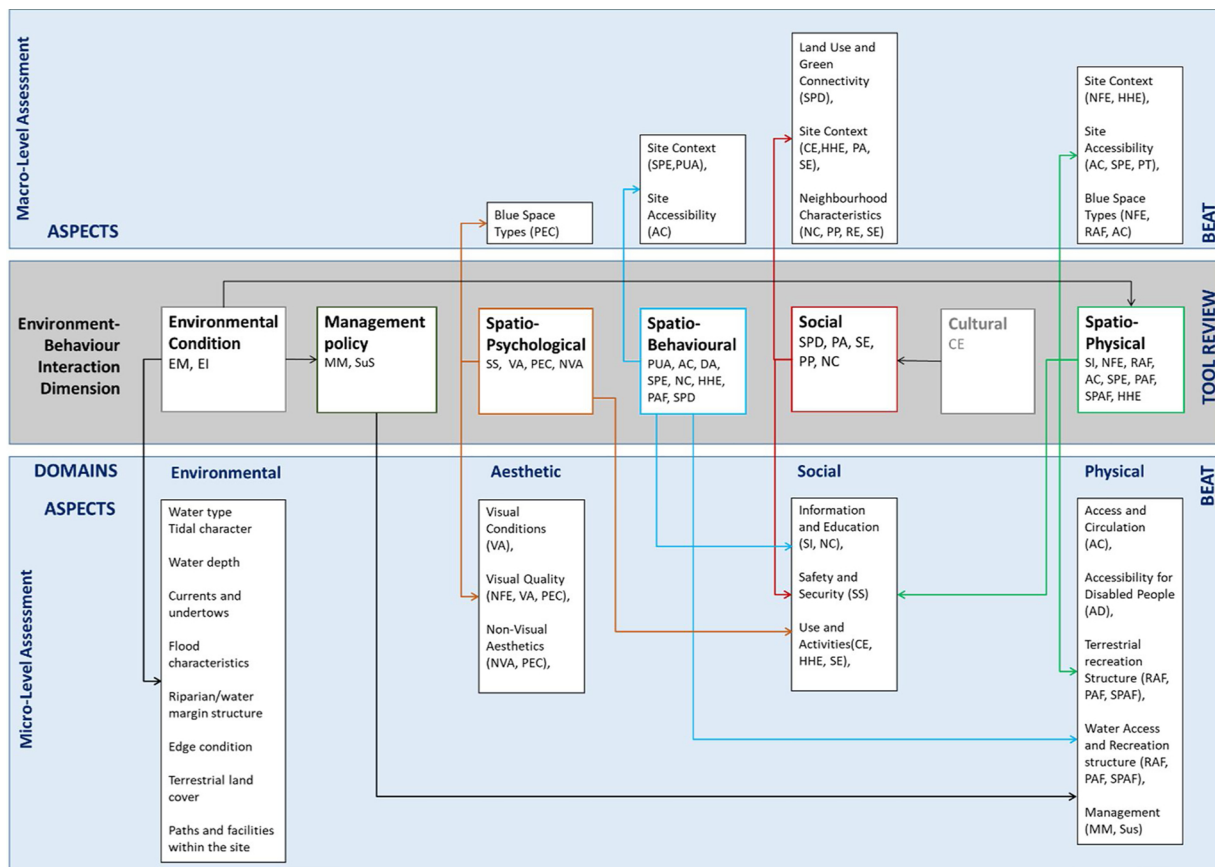 Macro-Level Assessment
ASPECTS
BEAT
Blue Space
Types (PEC)
Site Context
(SPE,PUA),
Site
Accessibility
(AC)
Land Use and
Green
Connectivity
(SPD),
Site Context
(CE,HHE, PA,
SE),
Neighbourhood
Characteristics
(NC, PP, RE, SE)
Site Context
(NFE, HHE),
Site
Accessibility
(AC, SPE, PT)
Blue Space
Types (NFE,
RAF, AC)
Environment-
Behaviour
Interaction
Dimension
TOOL REVIEW
Environmental
Condition
EM, EI
Management
policy
MM, SuS
Spatio-
Psychological
SS, VA, PEC, NVA
Spatio-
Behavioural
PUA, AC, DA,
SPE, NC, HHE,
PAF, SPD
Social
SPD, PA, SE,
PP, NC
Cultural
CE
Spatio-
Physical
SI, NFE, RAF,
AC, SPE, PAF,
SPAF, HHE
DOMAINS
ASPECTS
Micro-Level Assessment
BEAT
Environmental
Water type
Tidal character
Water depth
Currents and
undertows
Flood
characteristics
Riparian/water
margin structure
Edge condition
Terrestrial land
cover
Paths and facilities
within the site
Aesthetic
Visual
Conditions
(VA),
Visual Quality
(NFE, VA, PEC),
Non-Visual
Aesthetics
(NVA, PEC),
Social
Information
and Education
(SI, NC),
Safety and
Security (SS)
Use and
Activities(CE,
HHE, SE),
Physical
Access and
Circulation
(AC),
Accessibility for
Disabled People
(AD)
Terrestrial
recreation
Structure (RAF,
PAF, SPAF),
Water Access
and Recreation
structure (RAF,
PAF, SPAF),
Management
(MM, Sus)